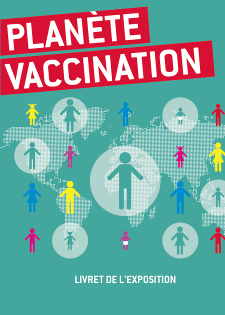 PLANÈTE
VACCINATION
LIVRET DE L'EXPOSITION